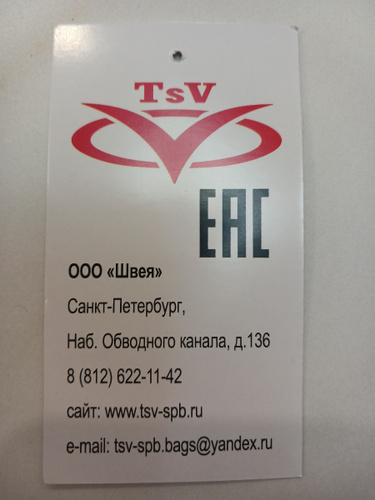 TsV
EAC
ООО «Швея»
Санкт-Петербург,
Наб. Обводного канала, д.136
8 (812) 622-11-42
сайт: www.tsv-spb.ru
e-mail: tsv-spb.bags@yandex.ru